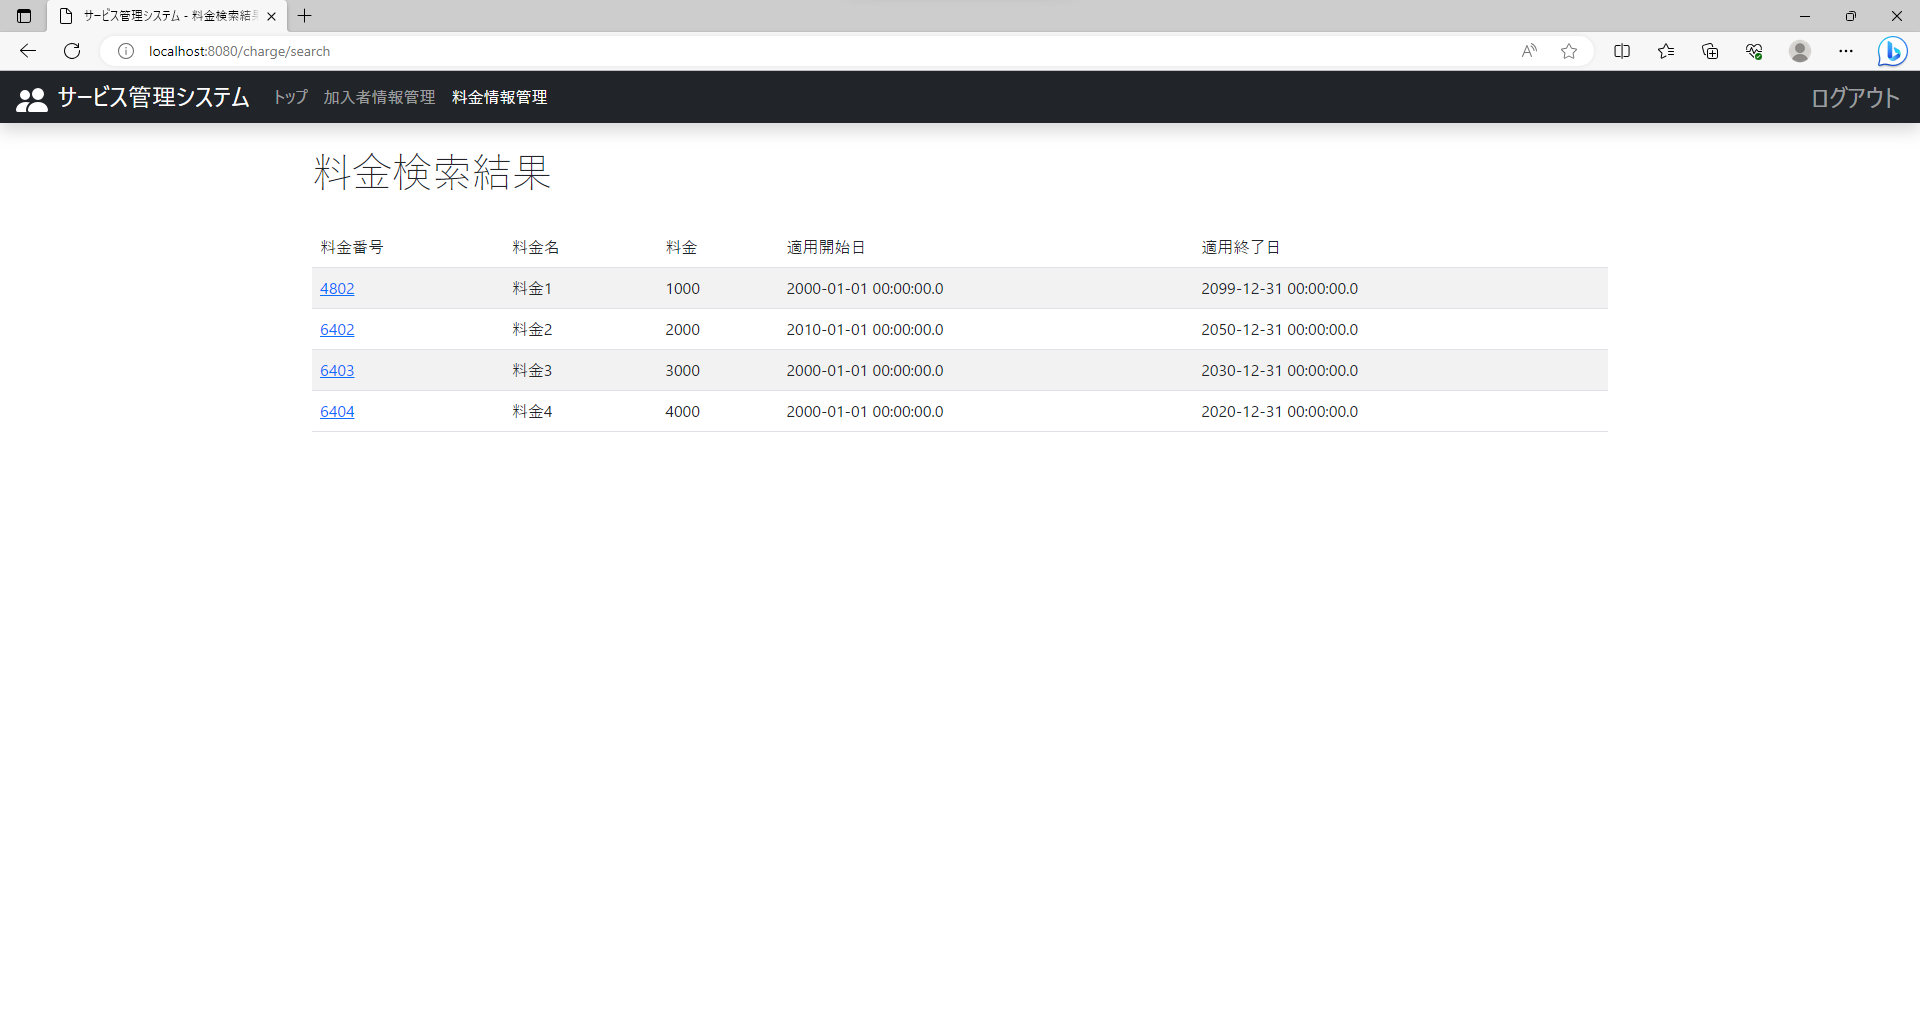 サービス管理システム - 料金検索結果
localhost:8080/charge/search
サービス管理システム トップ 加入者情報管理 料金情報管理 ログアウト
料金検索結果
料金番号 料金名 料金 適用開始日 適用終了日
4802 料金1 1000 2000-01-01 00:00:00.0 2099-12-31 00:00:00.0
6402 料金2 2000 2010-01-01 00:00:00.0 2050-12-31 00:00:00.0
6403 料金3 3000 2000-01-01 00:00:00.0 2030-12-31 00:00:00.0
6404 料金4 4000 2000-01-01 00:00:00.0 2020-12-31 00:00:00.0